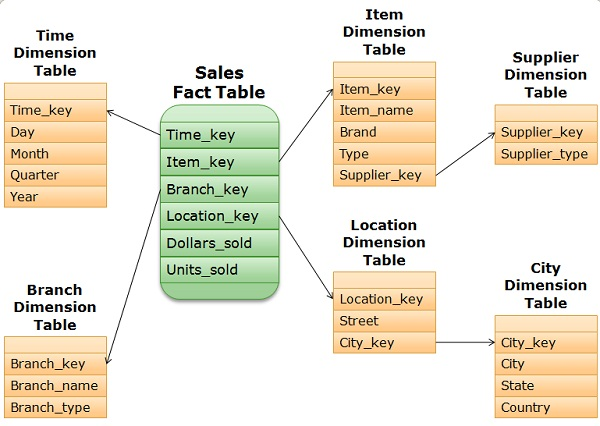 Time
Dimension
Table
Time_key
Day
Month
Quarter
Year
Sales
Fact Table
Time_key
Item_key
Branch_key
Location_key
Dollars_sold
Units_sold
Item
Dimension
Table
Item_key
Item_name
Brand
Type
Supplier_key
Supplier
Dimension
Table
Supplier_key
Supplier_type
Branch
Dimension
Table
Branch_key
Branch_name
Branch_type
Location
Dimension
Table
Location_key
Street
City_key
City
Dimension
Table
City_key
City
State
Country